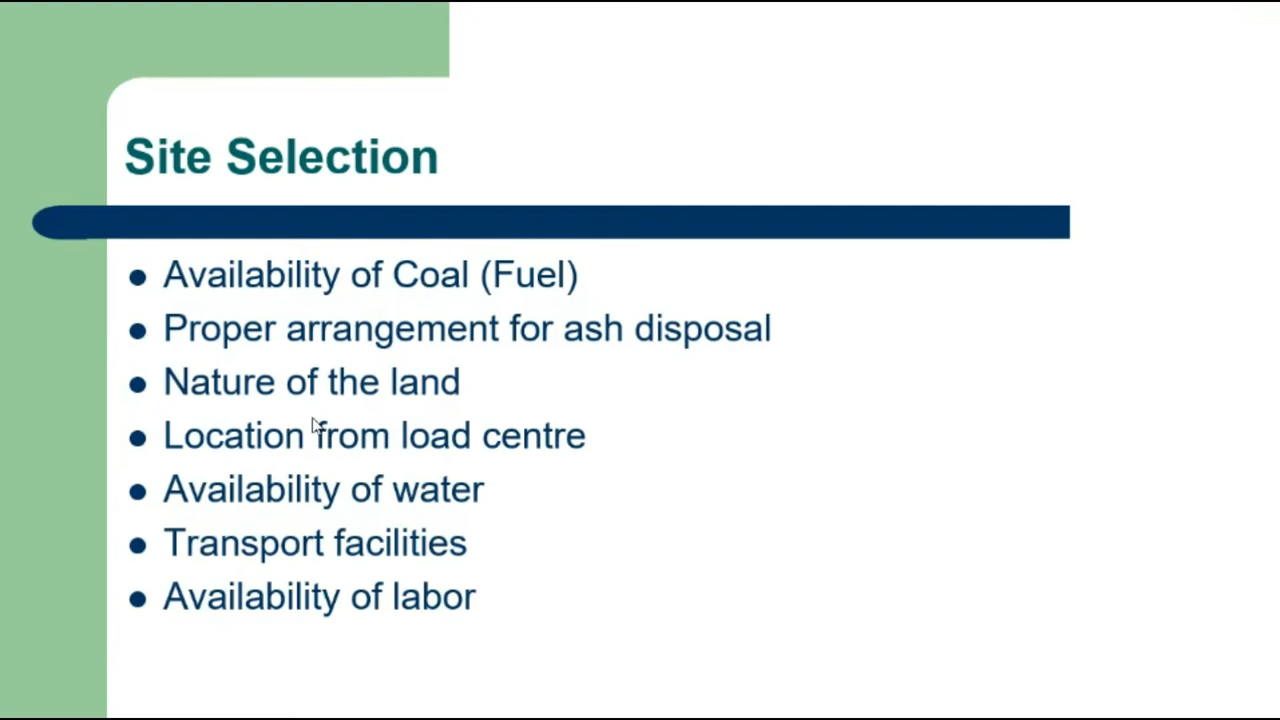 Site Selection
Availability of Coal (Fuel)
Proper arrangement for ash disposal
Nature of the land
Location from load centre
Availability of water
Transport facilities
Availability of labor